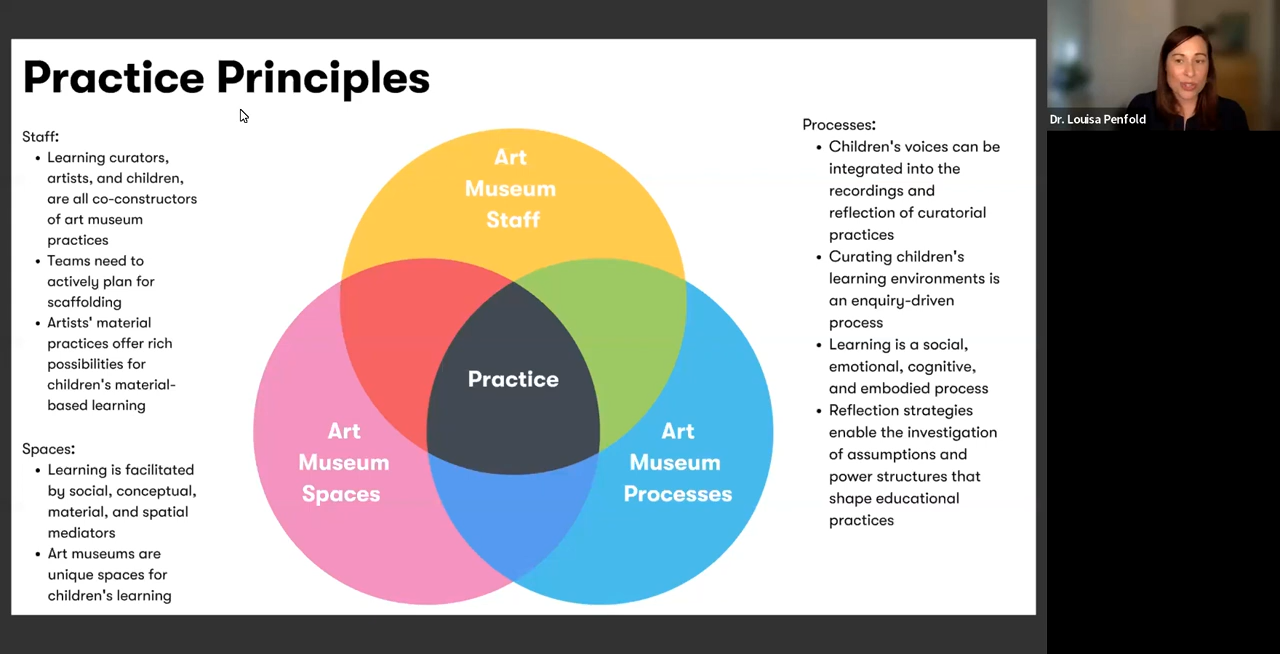 Practice Principles
Staff:
• Learning curators,
artists, and children,
are all co-constructors
of art museum
practices
• Teams need to
actively plan for
scaffolding
• Artists' material
practices offer rich
possibilities for
children's material-
based learning
Spaces:
• Learning is facilitated
by social, conceptual,
material, and spatial
mediators
• Art museums are
unique spaces for
children's learning
Art
Museum
Staff
Practice
Art
Museum
Spaces
Art
Museum
Processes
Processes:
• Children's voices can be
integrated into the
recordings and
reflection of curatorial
practices
• Curating children's
learning environments is
an enquiry-driven
process
• Learning is a social,
emotional, cognitive,
and embodied process
• Reflection strategies
enable the investigation
of assumptions and
power structures that
shape educational
practices
Dr. Louisa Penfold